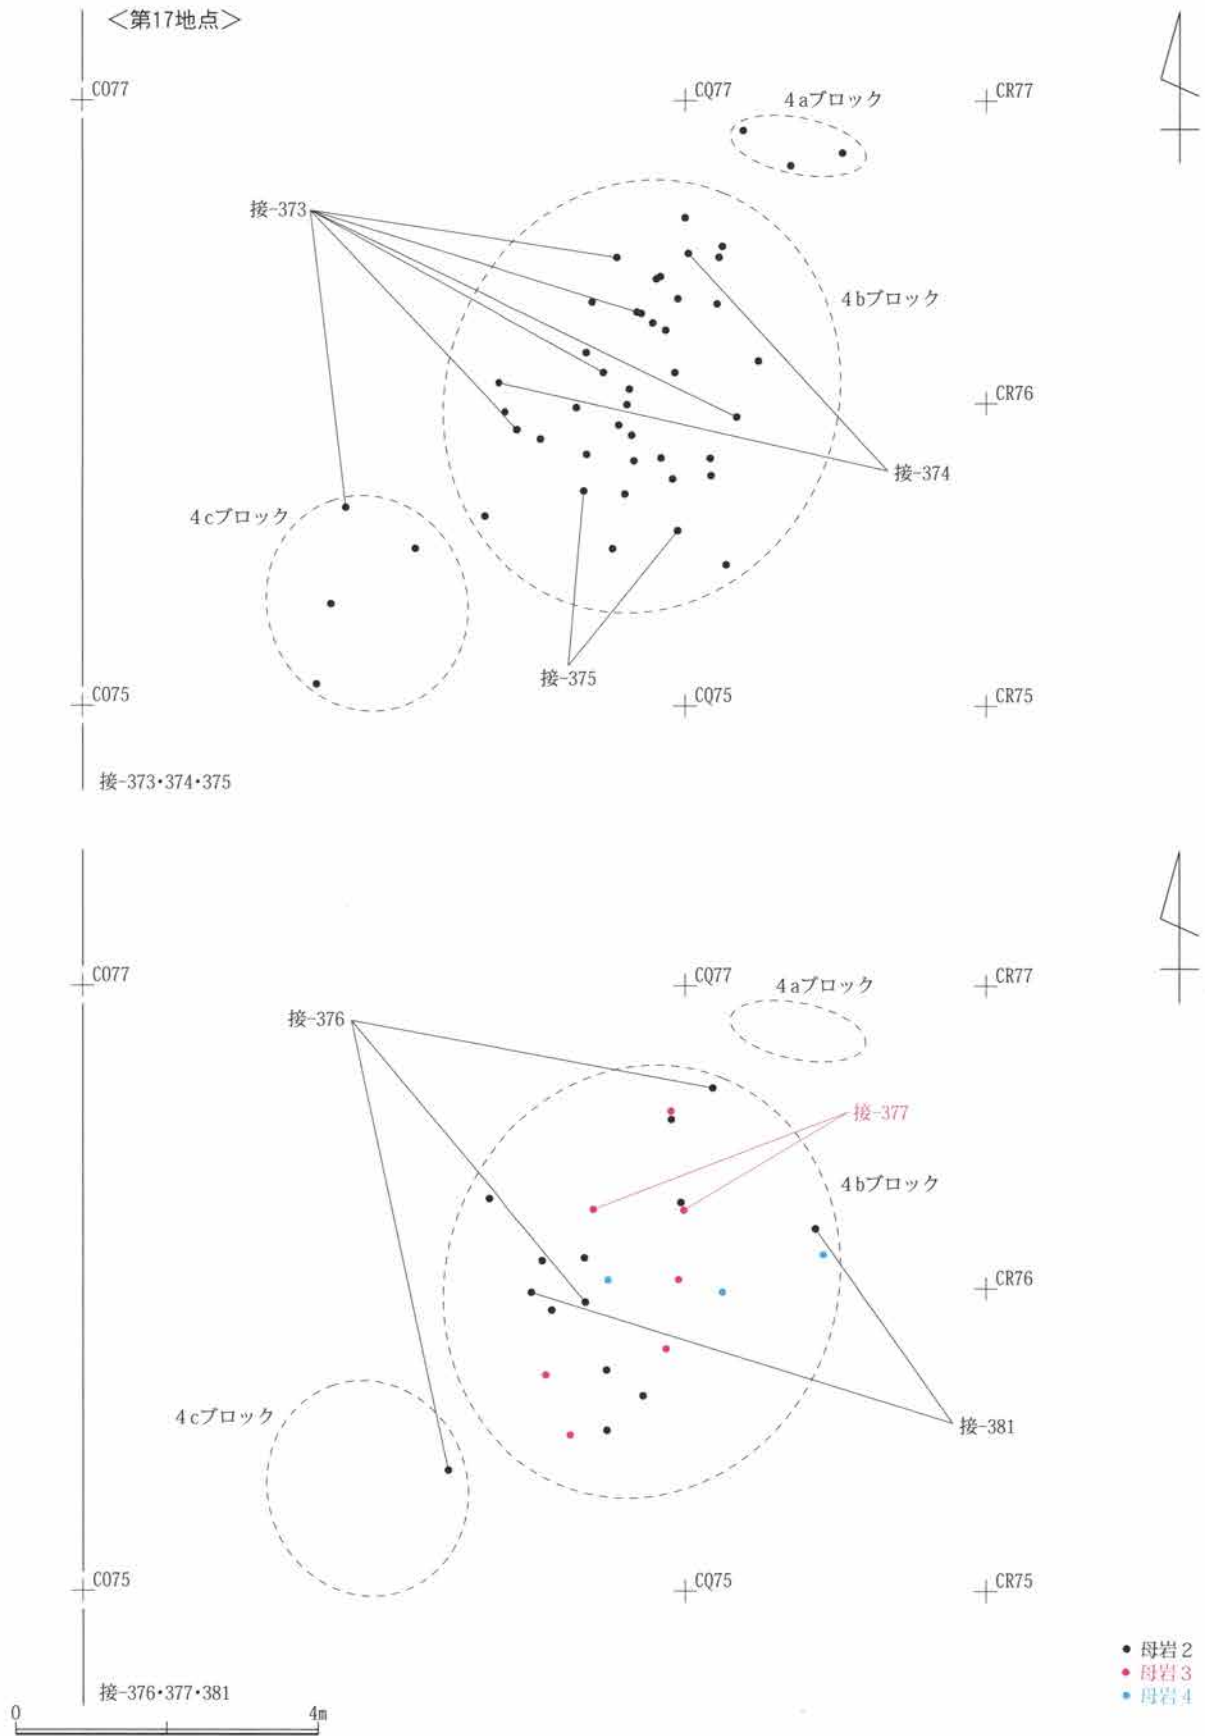 ＜第17地点＞
CO77
CQ77
CR77
4aブロック
接-373
4bブロック
CR76
接-374
4cブロック
接-375
CO75
CQ75
CR75
接-373・374・375
CO77
CQ77
CR77
4aブロック
接-376
接-377
4bブロック
CR76
4cブロック
接-381
CO75
CQ75
CR75
母岩2
母岩3
母岩4
接-376・377・381
0 4m